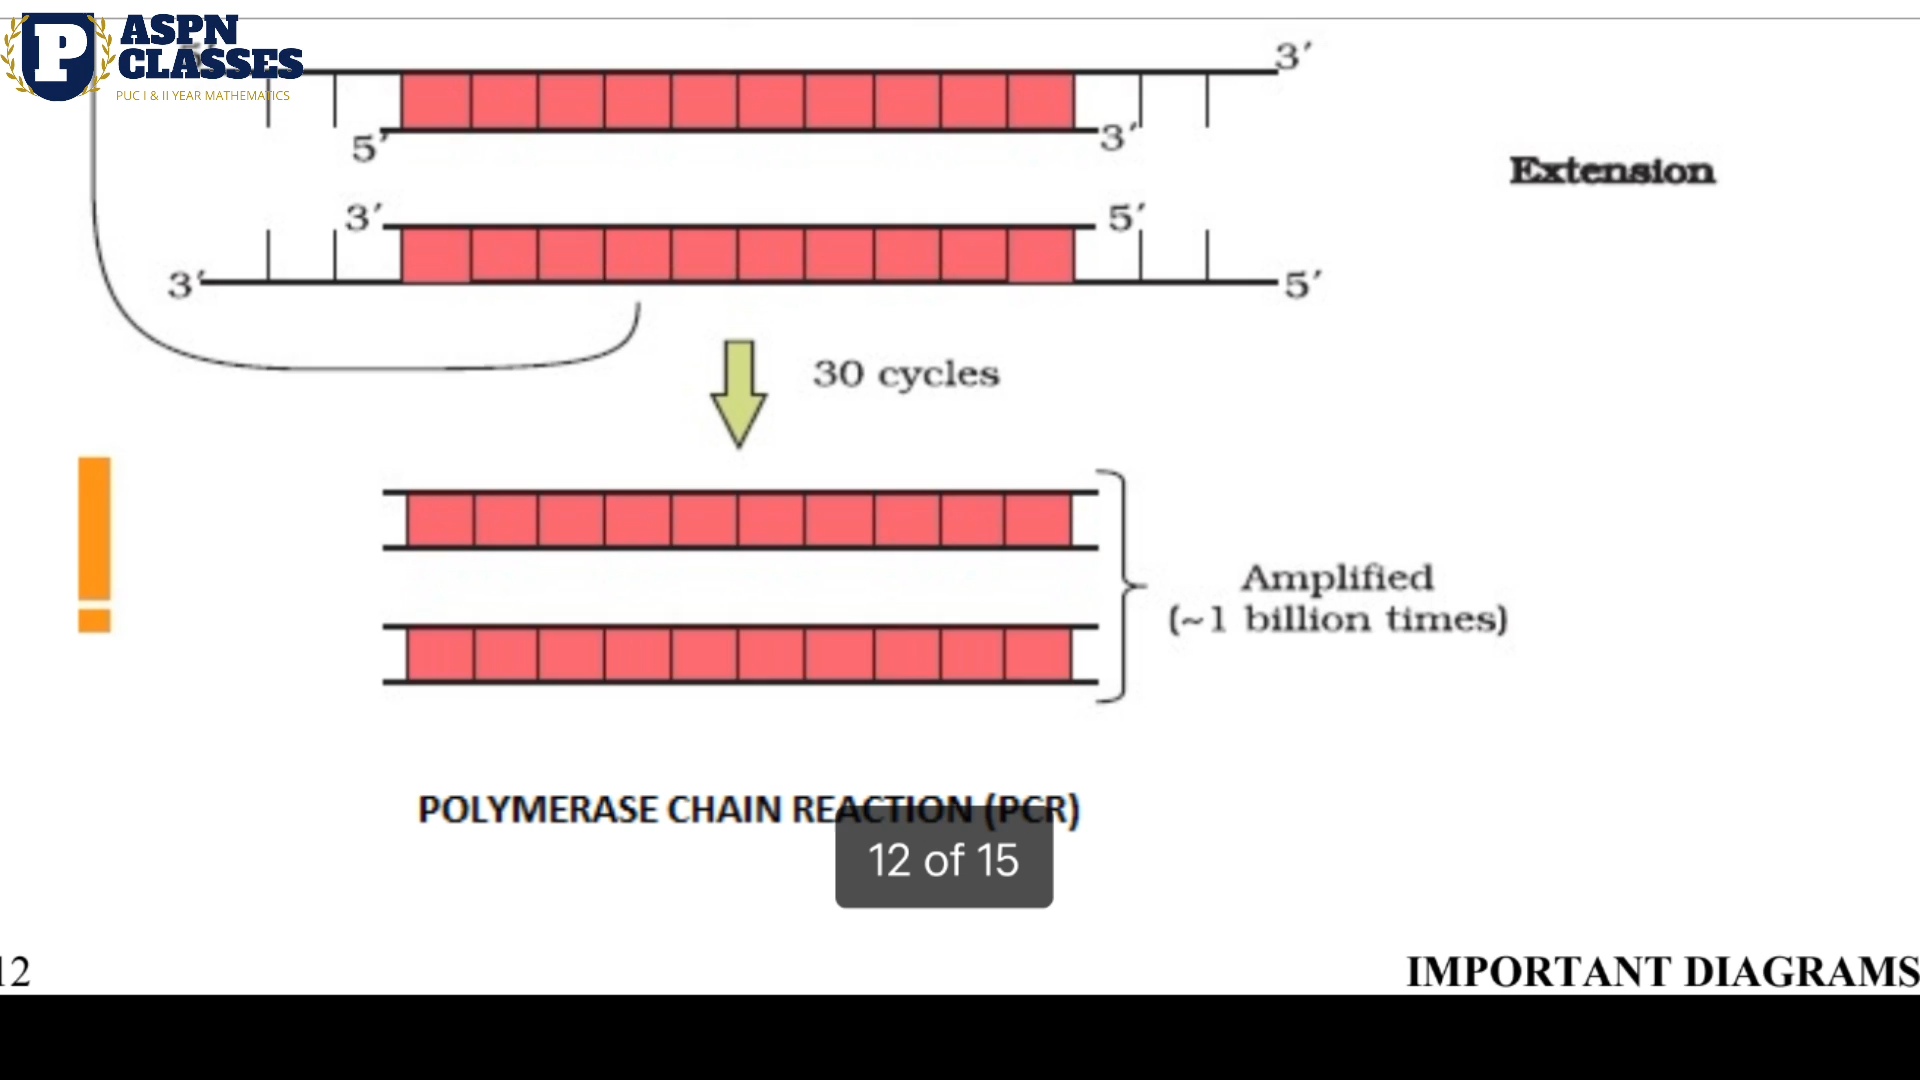 ASPN
CLASSES
PUC I & II YEAR MATHEMATICS
3′
5′
3′
Extension
3′
5′
3′
5′
30 cycles
Amplified
(~1 billion times)
POLYMERASE CHAIN REACTION (PCR)
12 of 15
12
IMPORTANT DIAGRAMS